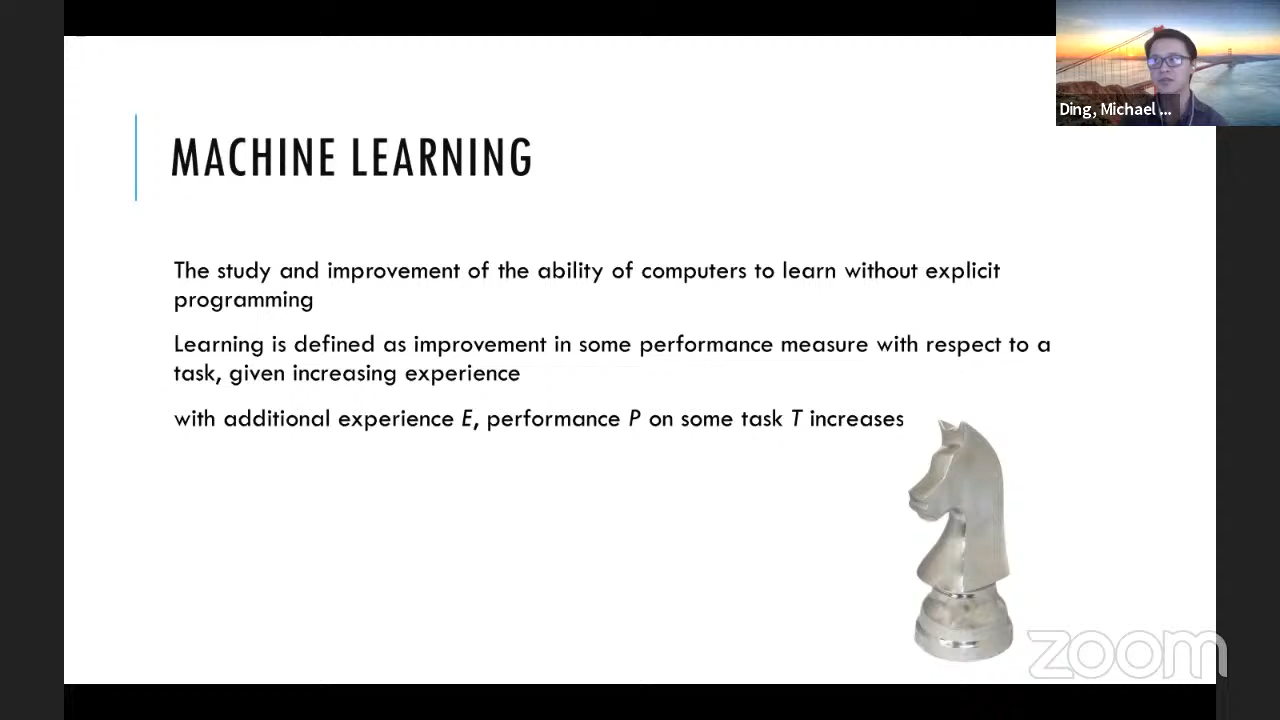 Ding, Michael ...
MACHINE LEARNING
The study and improvement of the ability of computers to learn without explicit
programming
Learning is defined as improvement in some performance measure with respect to a
task, given increasing experience
with additional experience E, performance P on some task T increases
zoom